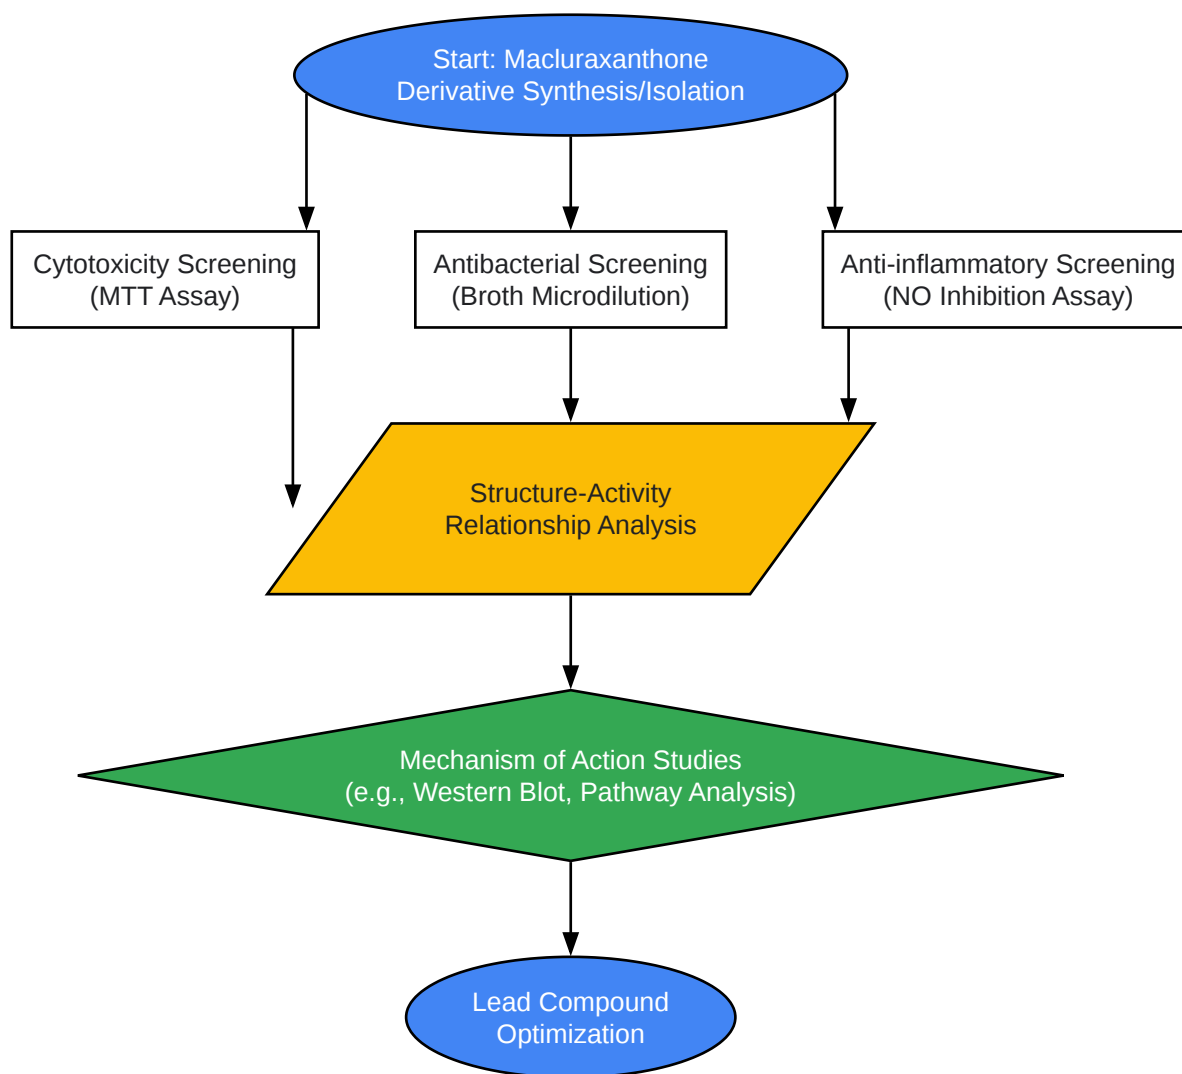 Start: Macluraxanthone
Derivative Synthesis/Isolation
Cytotoxicity Screening
(MTT Assay)
Antibacterial Screening
(Broth Microdilution)
Anti-inflammatory Screening
(NO Inhibition Assay)
Structure-Activity
Relationship Analysis
Mechanism of Action Studies
(e.g., Western Blot, Pathway Analysis)
Lead Compound
Optimization